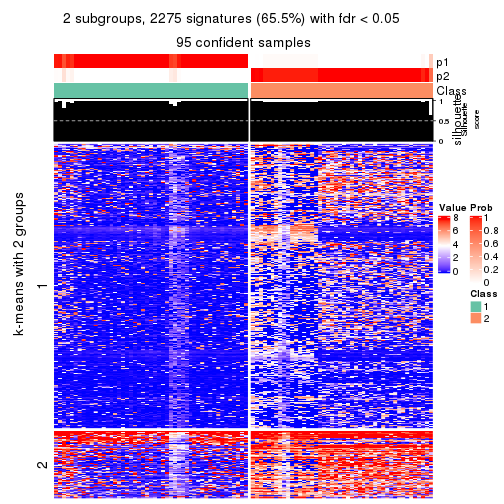 2 subgroups, 2275 signatures (65.5%) with fdr < 0.05
95 confident samples
p1
p2
Class
silhouette
Silhouette
score
1
0.5
0
k-means with 2 groups
1
2
Value
8
6
4
2
0
Prob
1
0.8
0.6
0.4
0.2
0
Class
1
2